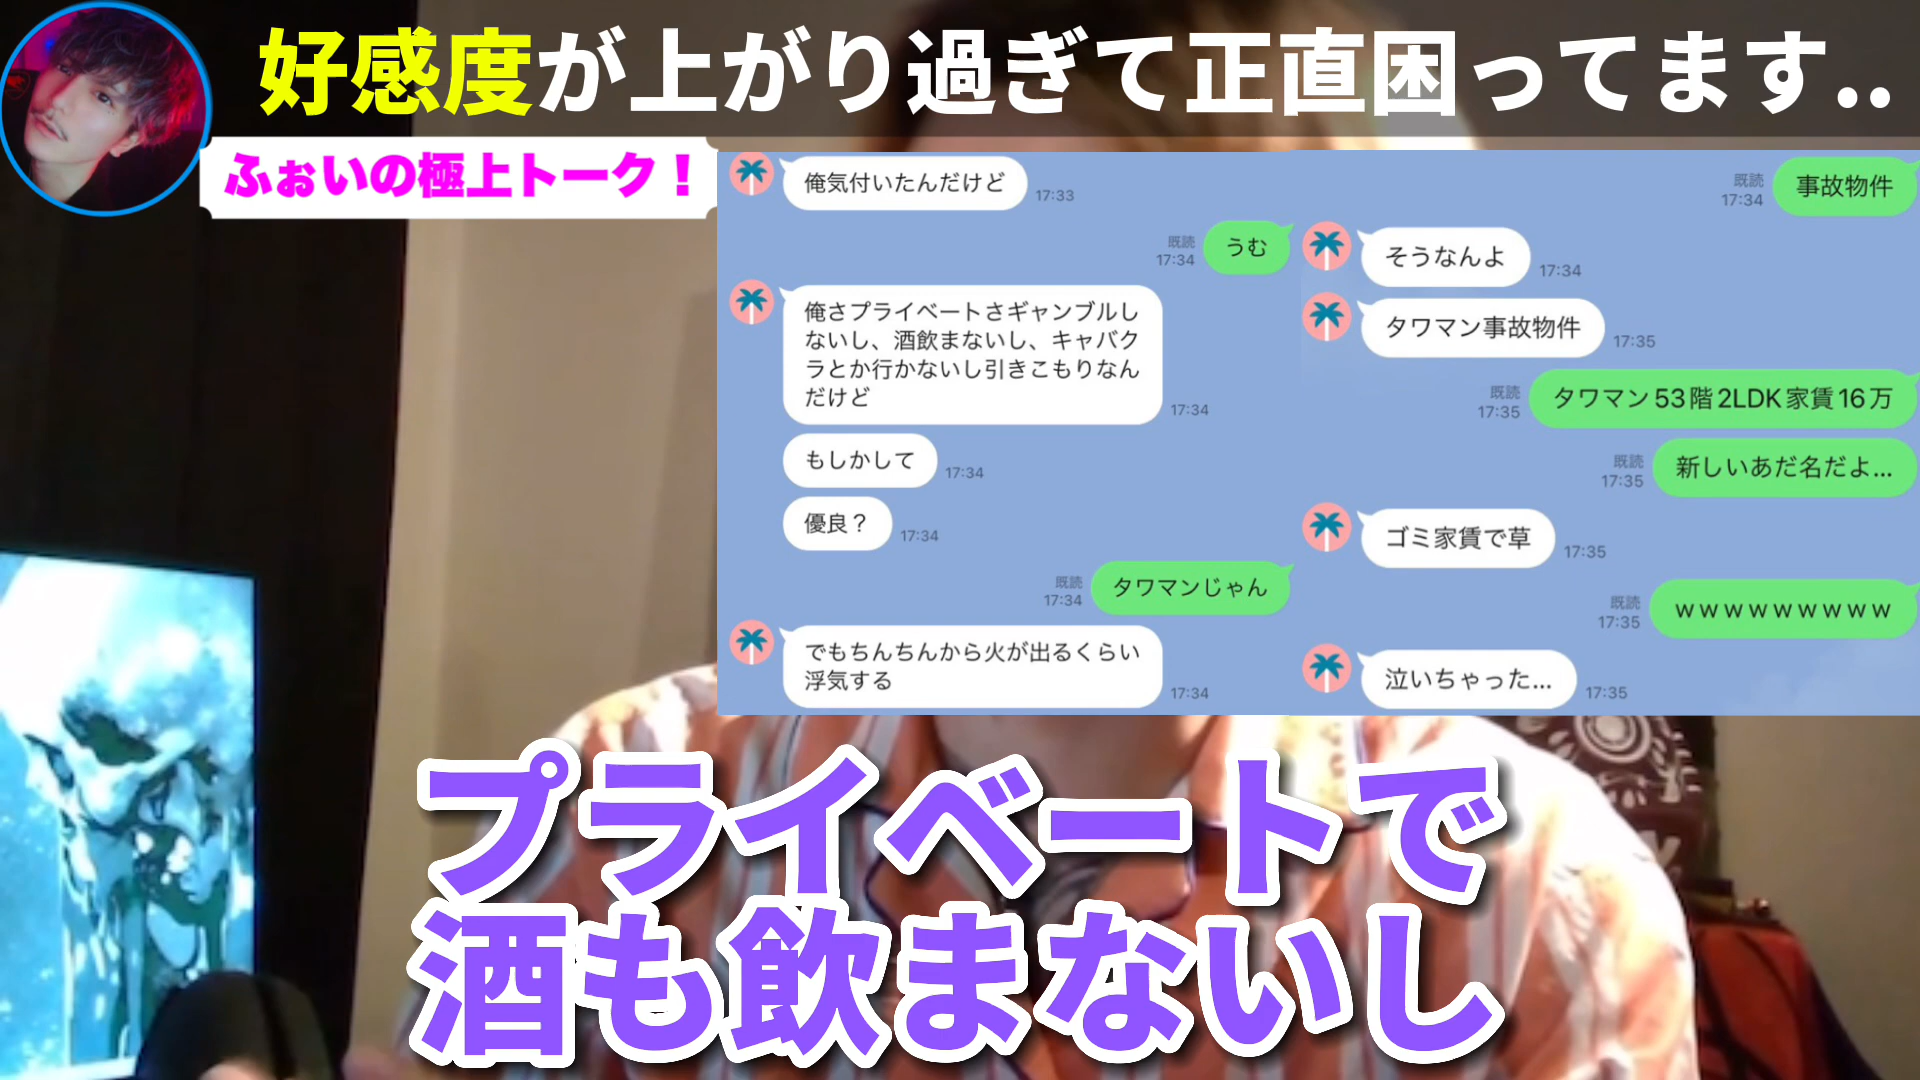 好感度が上がり過ぎて正直困ってます..
ふぉいの極上トーク！
俺気付いたんだけど
17:33
既読
17:34
うむ
俺さプライベートさギャンブルし
ないし、酒飲まないし、キャバク
ラとか行かないし引きこもりなん
だけど
17:34
もしかして
17:34
優良？
17:34
既読
17:34
タワマンじゃん
でもちんちんから火が出るくらい
浮気する
17:34
既読
17:34
事故物件
そうなんよ
17:34
タワマン事故物件
17:35
既読
17:35
タワマン53階2LDK家賃16万
既読
17:35
新しいあだ名だよ...
ゴミ家賃で草
17:35
既読
17:35
ｗｗｗｗｗｗｗｗｗ
泣いちゃった...
17:35
プライベートで
酒も飲まないし